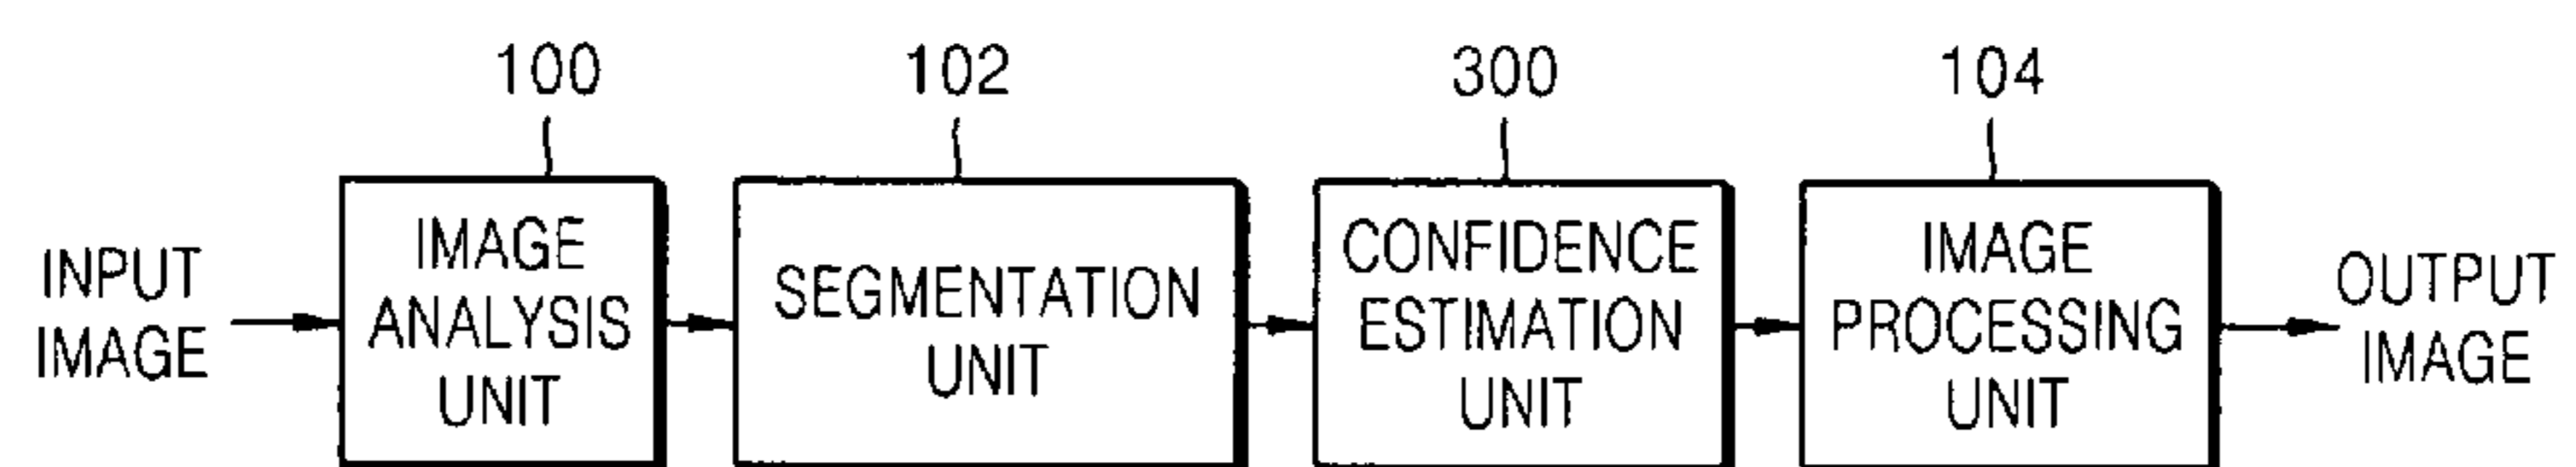 100
102
300
104
INPUT
IMAGE
IMAGE
ANALYSIS
UNIT
SEGMENTATION
UNIT
CONFIDENCE
ESTIMATION
UNIT
IMAGE
PROCESSING
UNIT
OUTPUT
IMAGE